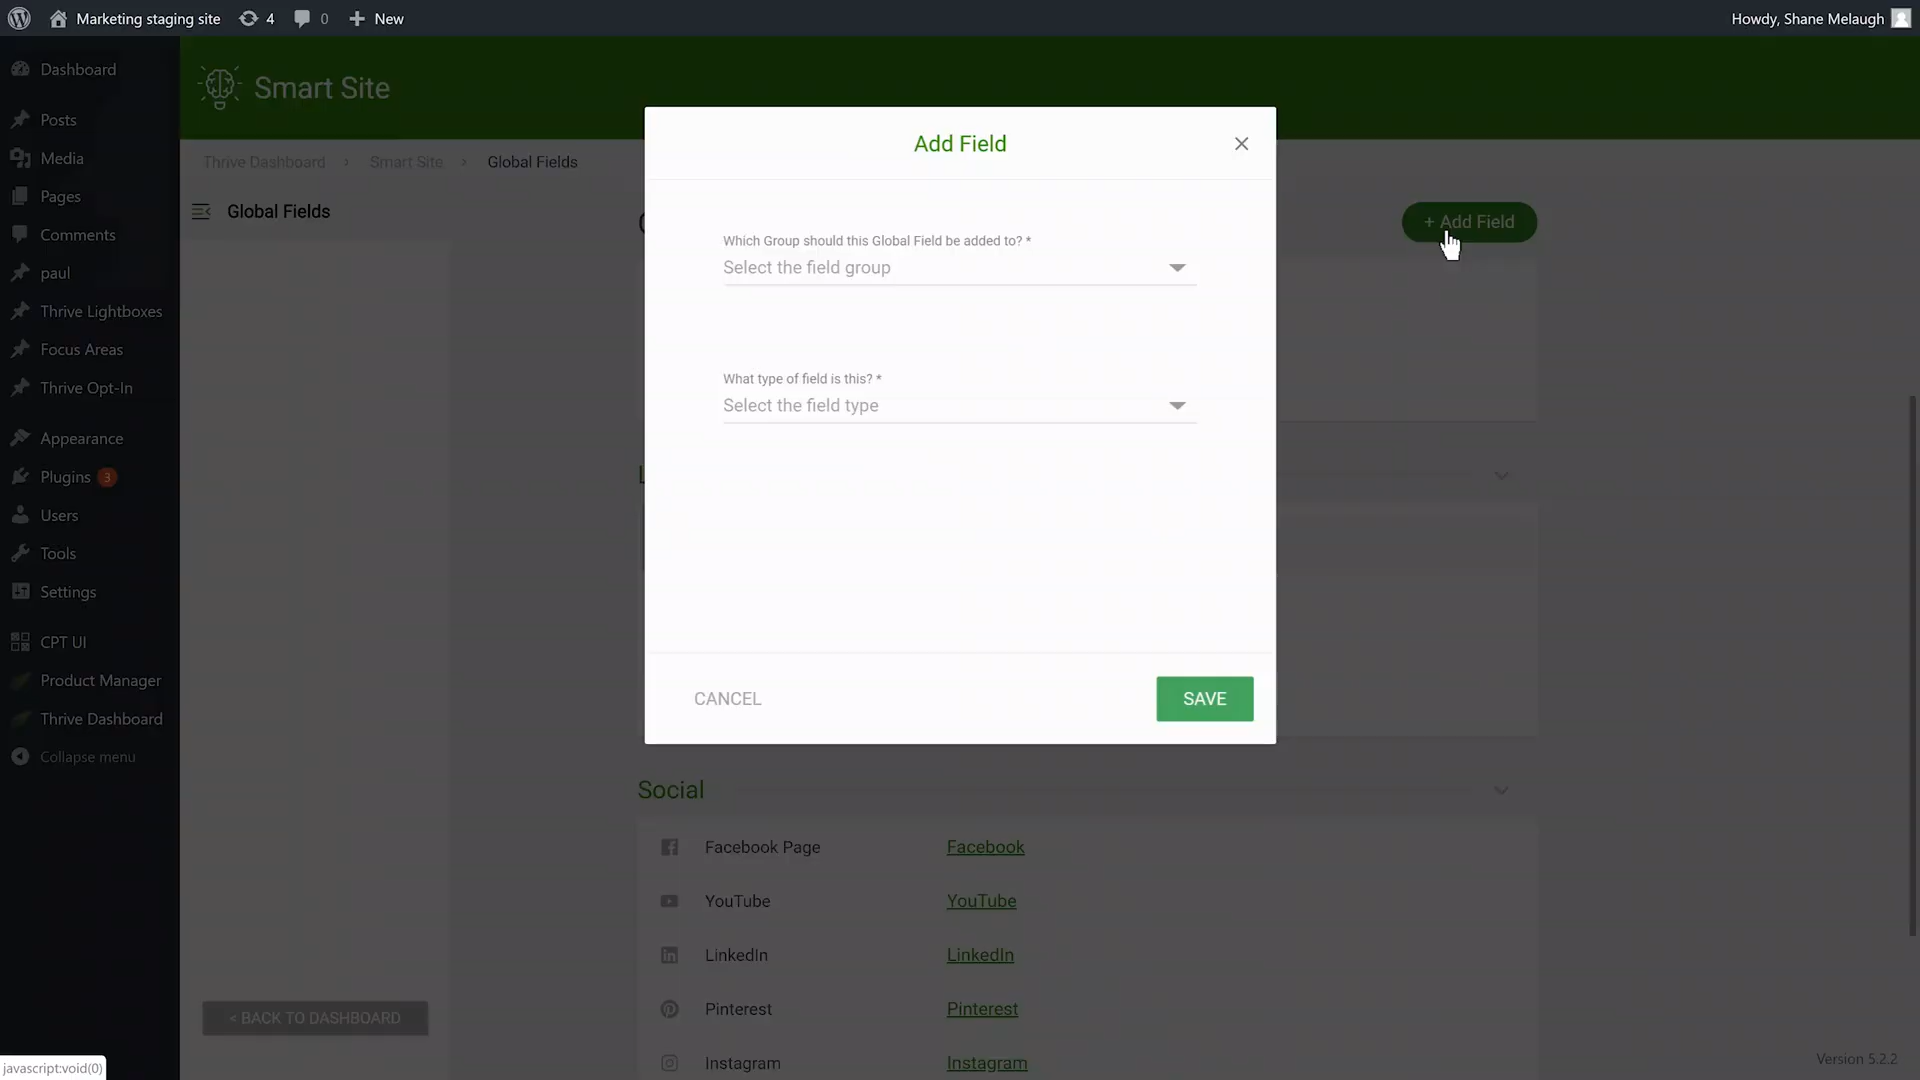 Marketing staging site 4 0 New Howdy, Shane Melaugh
Dashboard
Posts
Media
Pages
Comments
paul
Thrive Lightboxes
Focus Areas
Thrive Opt-In
Appearance
Plugins 3
Users
Tools
Settings
CPT UI
Product Manager
Thrive Dashboard
Collapse menu
Smart Site
Thrive Dashboard > Smart Site > Global Fields
Global Fields
+ Add Field
Add Field
Which Group should this Global Field be added to? *
Select the field group
What type of field is this? *
Select the field type
CANCEL SAVE
Social
Facebook Page Facebook
YouTube YouTube
LinkedIn LinkedIn
Pinterest Pinterest
Instagram Instagram
< BACK TO DASHBOARD
Version 5.2.2
javascript:void(0)